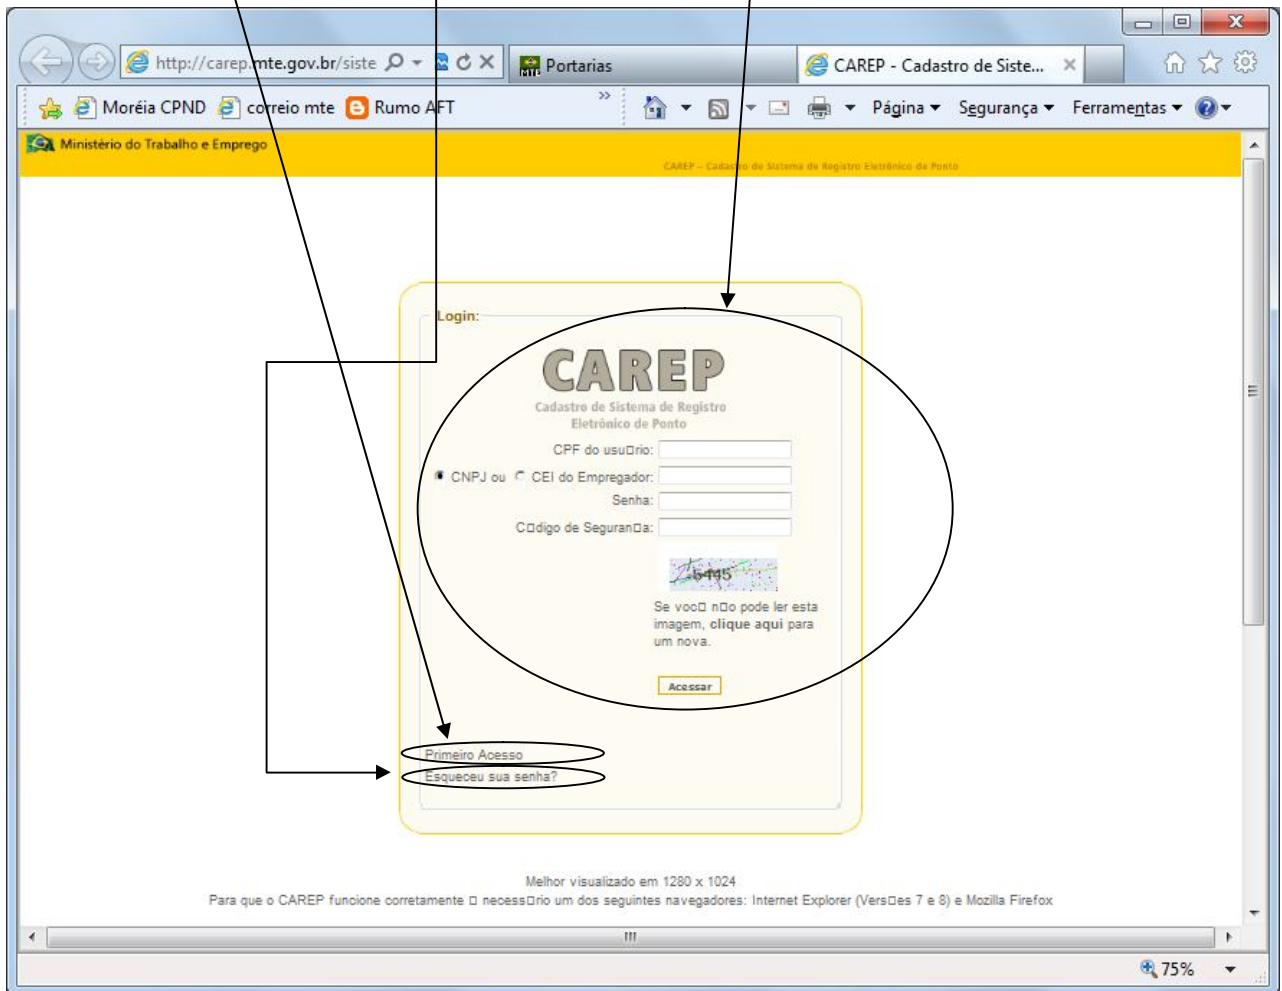 http://carep.mte.gov.br/siste
Portarias
CAREP - Cadastro de Siste...
Moréia CPND correio mte Rumo AFT » Página Segurança Ferramentas
Ministério do Trabalho e Emprego
CAREP – Cadastro de Sistema de Registro Eletrônico de Ponto
Login:
CAREP
Cadastro de Sistema de Registro
Eletrônico de Ponto
CPF do usu□rio:
CNPJ ou CEI do Empregador:
Senha:
C□digo de Seguran□a:
5445
Se voc□ n□o pode ler esta
imagem, clique aqui para
um nova.
Acessar
Primeiro Acesso
Esqueceu sua senha?
Melhor visualizado em 1280 x 1024
Para que o CAREP funcione corretamente □ necess□rio um dos seguintes navegadores: Internet Explorer (Vers□es 7 e 8) e Mozilla Firefox
75%